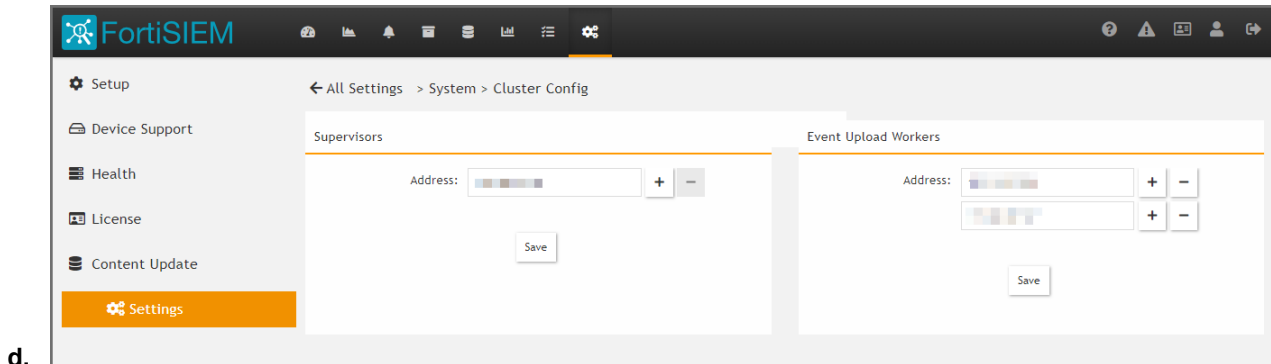 FortiSIEM
Setup
Device Support
Health
License
Content Update
Settings
All Settings > System > Cluster Config
Supervisors
Address:
+ −
Save
Event Upload Workers
Address:
+ −
+ −
Save
d.